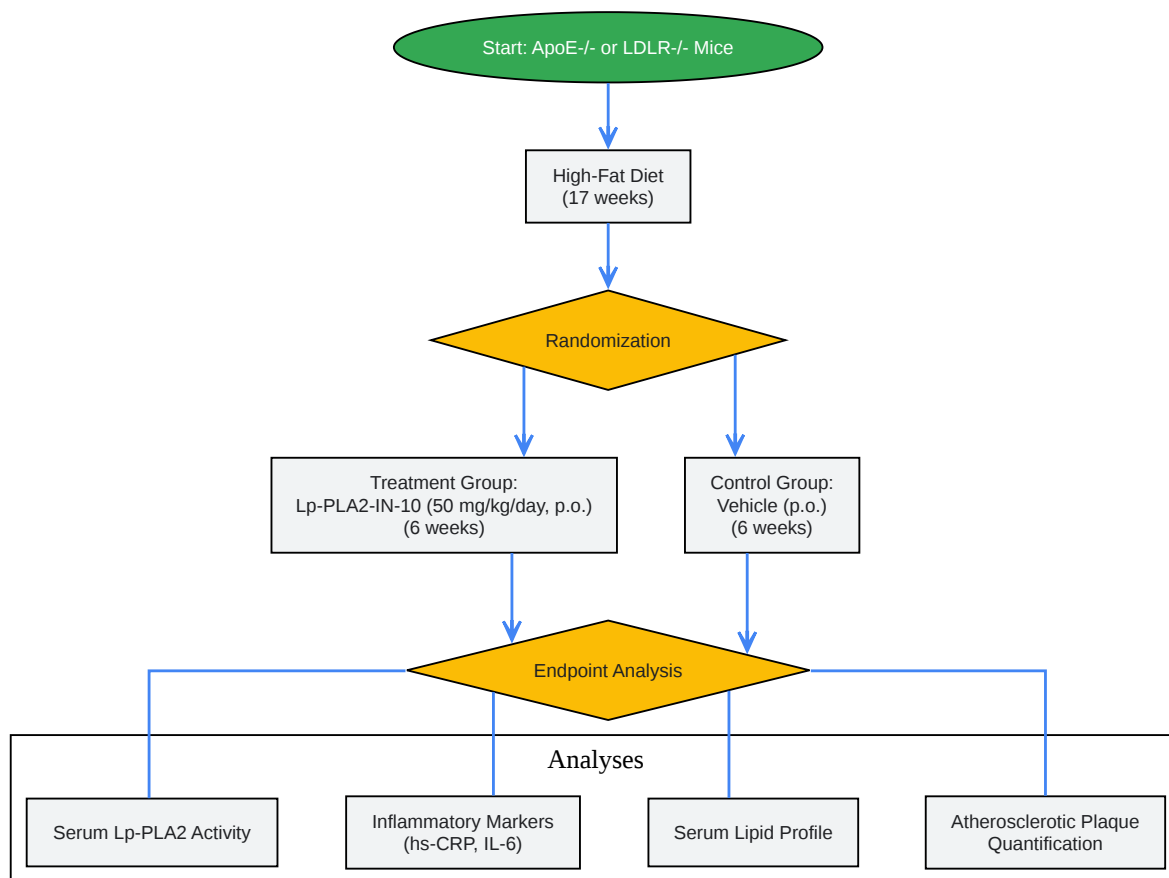 Start: ApoE-/- or LDLR-/- Mice
High-Fat Diet
(17 weeks)
Randomization
Treatment Group:
Lp-PLA2-IN-10 (50 mg/kg/day, p.o.)
(6 weeks)
Control Group:
Vehicle (p.o.)
(6 weeks)
Endpoint Analysis
Analyses
Serum Lp-PLA2 Activity
Inflammatory Markers
(hs-CRP, IL-6)
Serum Lipid Profile
Atherosclerotic Plaque
Quantification